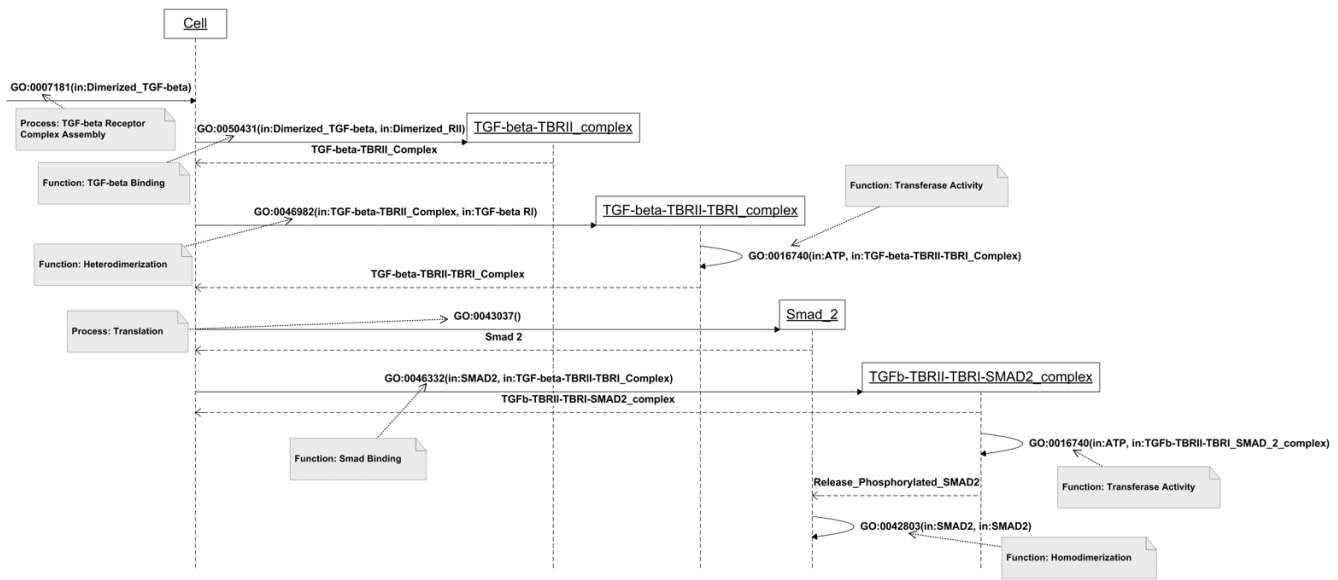 Cell
GO:0007181(in:Dimerized_TGF-beta)
Process: TGF-beta Receptor
Complex Assembly
GO:0050431(in:Dimerized_TGF-beta, in:Dimerized_RII)
TGF-beta-TBRII_complex
TGF-beta-TBRII_Complex
Function: TGF-beta Binding
Function: Transferase Activity
GO:0046982(in:TGF-beta-TBRII_Complex, in:TGF-beta RI)
TGF-beta-TBRII-TBRI_complex
Function: Heterodimerization
GO:0016740(in:ATP, in:TGF-beta-TBRII-TBRI_Complex)
TGF-beta-TBRII-TBRI_Complex
Process: Translation
GO:0043037()
Smad_2
Smad 2
GO:0046332(in:SMAD2, in:TGF-beta-TBRII-TBRI_Complex)
TGFb-TBRII-TBRI-SMAD2_complex
TGFb-TBRII-TBRI-SMAD2_complex
Function: Smad Binding
GO:0016740(in:ATP, in:TGFb-TBRII-TBRI_SMAD_2_complex)
Release_Phosphorylated_SMAD2
Function: Transferase Activity
GO:0042803(in:SMAD2, in:SMAD2)
Function: Homodimerization